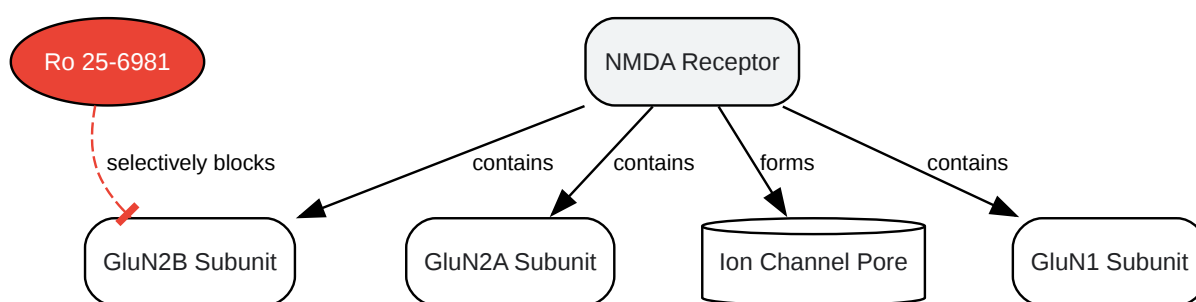 Ro 25-6981
NMDA Receptor
selectively blocks
contains
contains
forms
contains
GluN2B Subunit
GluN2A Subunit
Ion Channel Pore
GluN1 Subunit